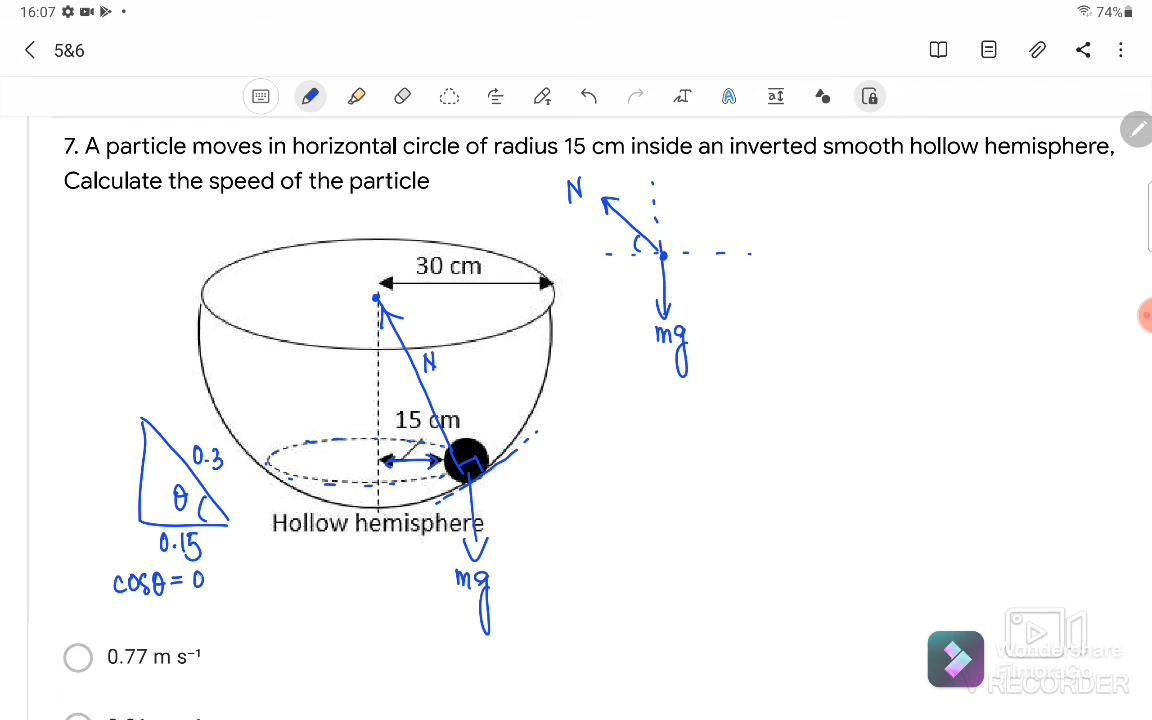 16:07 74%
5&6
7. A particle moves in horizontal circle of radius 15 cm inside an inverted smooth hollow hemisphere,
Calculate the speed of the particle
N
30 cm
mg
N
15 cm
0.3
θ
0.15
Hollow hemisphere
cosθ = 0
mg
0.77 m s⁻¹
Wondershare
FilmoraGo
RECORDER